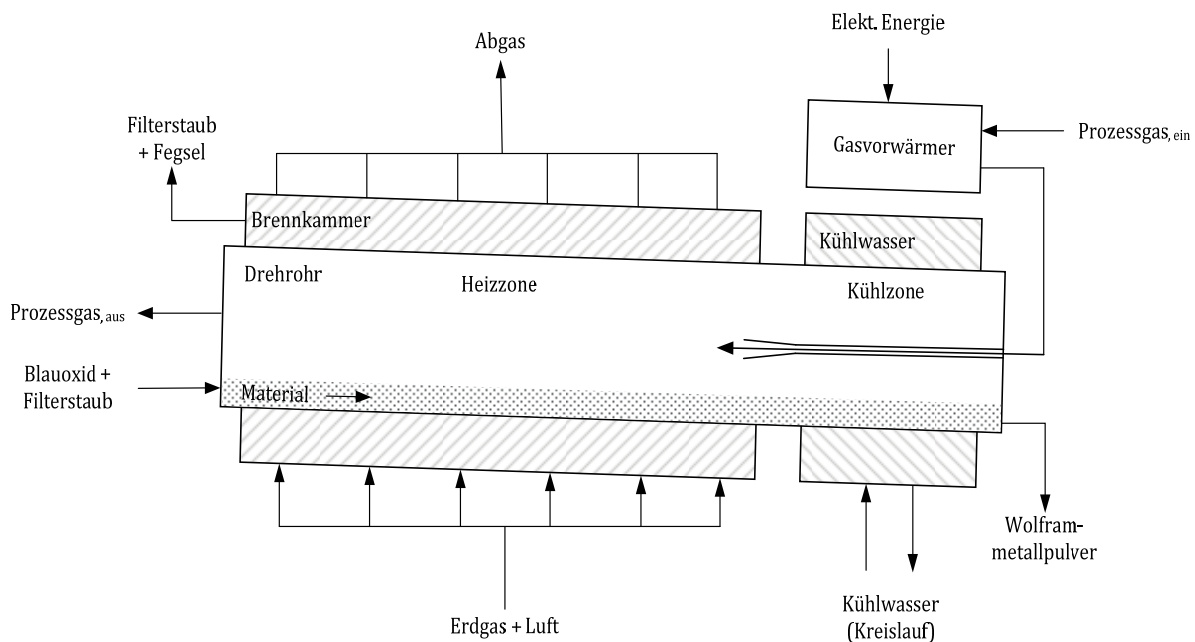 Elekt. Energie
Abgas
Filterstaub
+ Fegsel
Prozessgas, ein
Gasvorwärmer
Brennkammer
Kühlwasser
Drehrohr
Heizzone
Kühlzone
Prozessgas, aus
Blauoxid +
Filterstaub
Material
Wolfram-
metallpulver
Erdgas + Luft
Kühlwasser
(Kreislauf)